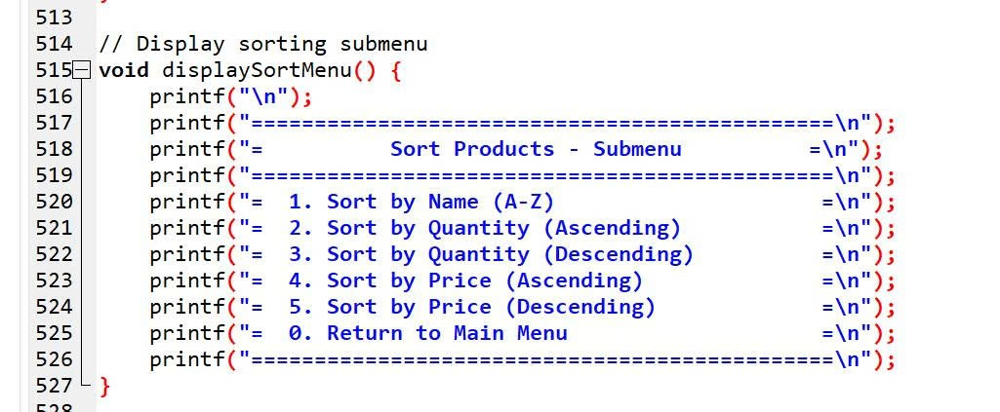 513
514 // Display sorting submenu
515 void displaySortMenu() {
516     printf("\n");
517     printf("==============================================\n");
518     printf("=          Sort Products - Submenu          =\n");
519     printf("==============================================\n");
520     printf("=  1. Sort by Name (A-Z)                     =\n");
521     printf("=  2. Sort by Quantity (Ascending)           =\n");
522     printf("=  3. Sort by Quantity (Descending)          =\n");
523     printf("=  4. Sort by Price (Ascending)              =\n");
524     printf("=  5. Sort by Price (Descending)             =\n");
525     printf("=  0. Return to Main Menu                    =\n");
526     printf("==============================================\n");
527 }
528